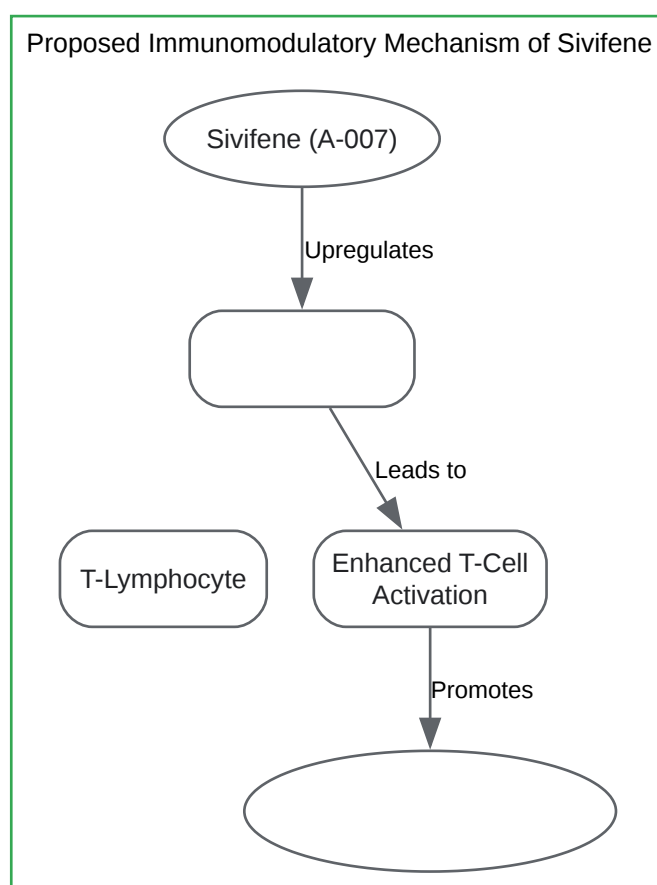 Proposed Immunomodulatory Mechanism of Sivifene
Sivifene (A-007)
Upregulates
Leads to
T-Lymphocyte
Enhanced T-Cell
Activation
Promotes